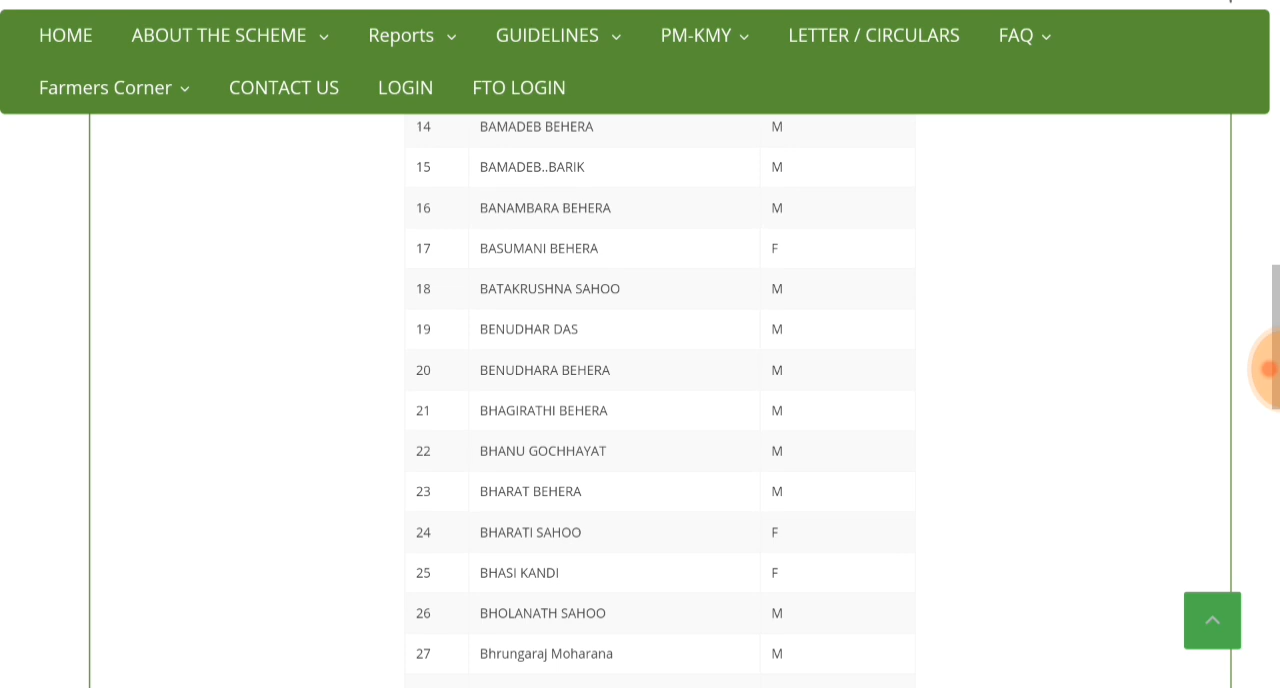 HOME ABOUT THE SCHEME Reports GUIDELINES PM-KMY LETTER / CIRCULARS FAQ
Farmers Corner CONTACT US LOGIN FTO LOGIN
14 BAMADEB BEHERA M
15 BAMADEB..BARIK M
16 BANAMBARA BEHERA M
17 BASUMANI BEHERA F
18 BATAKRUSHNA SAHOO M
19 BENUDHAR DAS M
20 BENUDHARA BEHERA M
21 BHAGIRATHI BEHERA M
22 BHANU GOCHHAYAT M
23 BHARAT BEHERA M
24 BHARATI SAHOO F
25 BHASI KANDI F
26 BHOLANATH SAHOO M
27 Bhrungaraj Moharana M